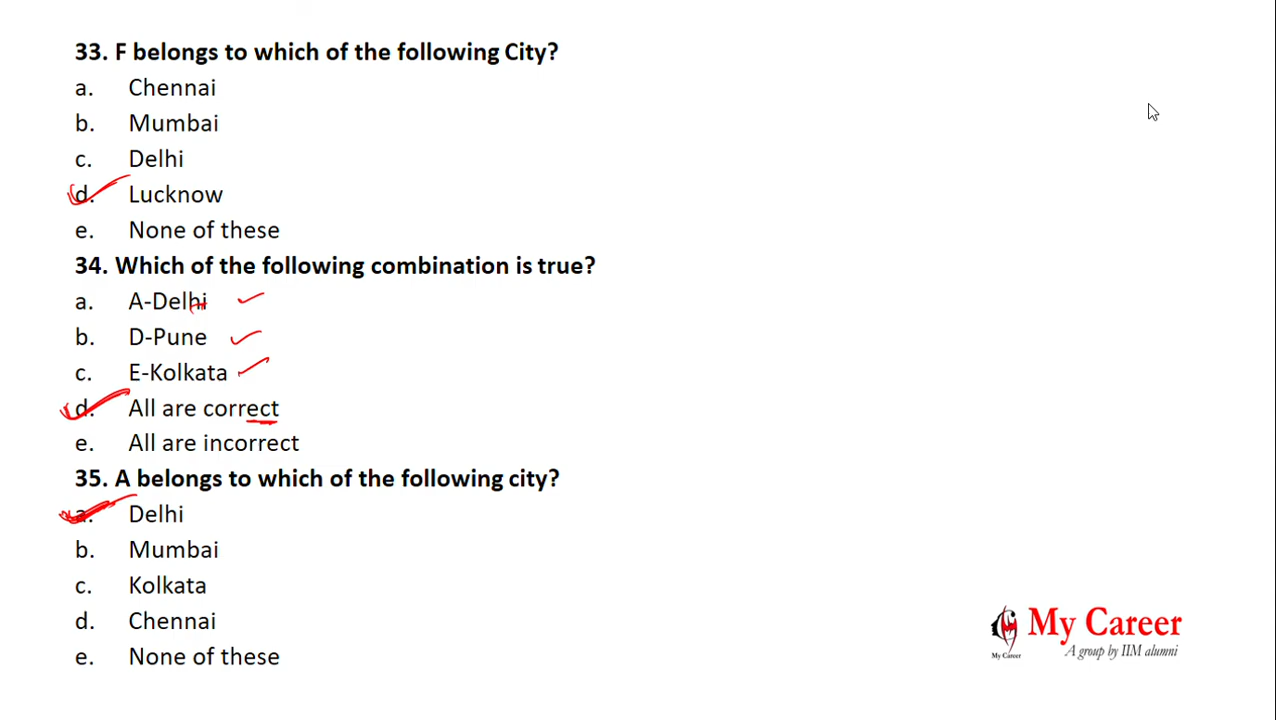 33. F belongs to which of the following City?
a. Chennai
b. Mumbai
c. Delhi
d. Lucknow
e. None of these
34. Which of the following combination is true?
a. A-Delhi
b. D-Pune
c. E-Kolkata
d. All are correct
e. All are incorrect
35. A belongs to which of the following city?
a. Delhi
b. Mumbai
c. Kolkata
d. Chennai
e. None of these
My Career
A group by IIM alumni
My Career